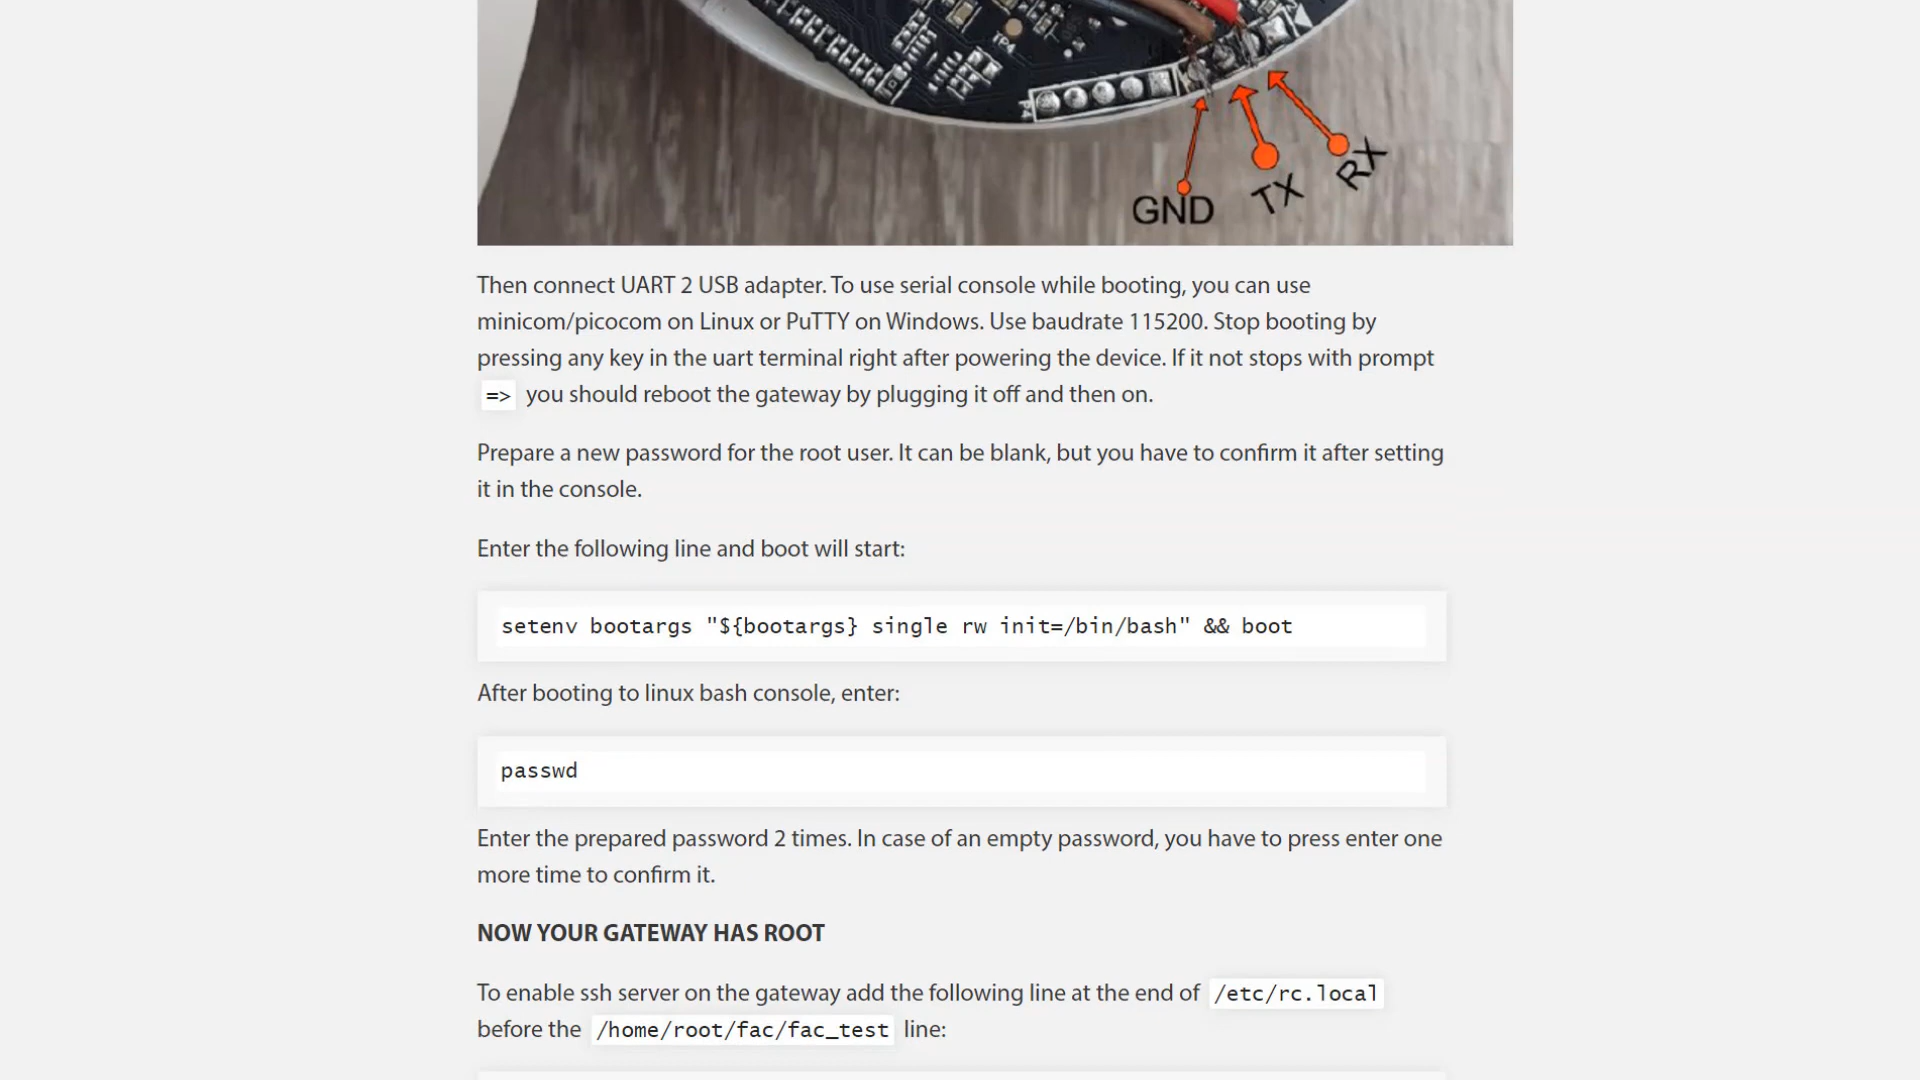 TP4
P4
GND
TX
RX
Then connect UART 2 USB adapter. To use serial console while booting, you can use
minicom/picocom on Linux or PuTTY on Windows. Use baudrate 115200. Stop booting by
pressing any key in the uart terminal right after powering the device. If it not stops with prompt
=> you should reboot the gateway by plugging it off and then on.
Prepare a new password for the root user. It can be blank, but you have to confirm it after setting
it in the console.
Enter the following line and boot will start:
setenv bootargs "${bootargs} single rw init=/bin/bash" && boot
After booting to linux bash console, enter:
passwd
Enter the prepared password 2 times. In case of an empty password, you have to press enter one
more time to confirm it.
NOW YOUR GATEWAY HAS ROOT
To enable ssh server on the gateway add the following line at the end of /etc/rc.local
before the /home/root/fac/fac_test line: